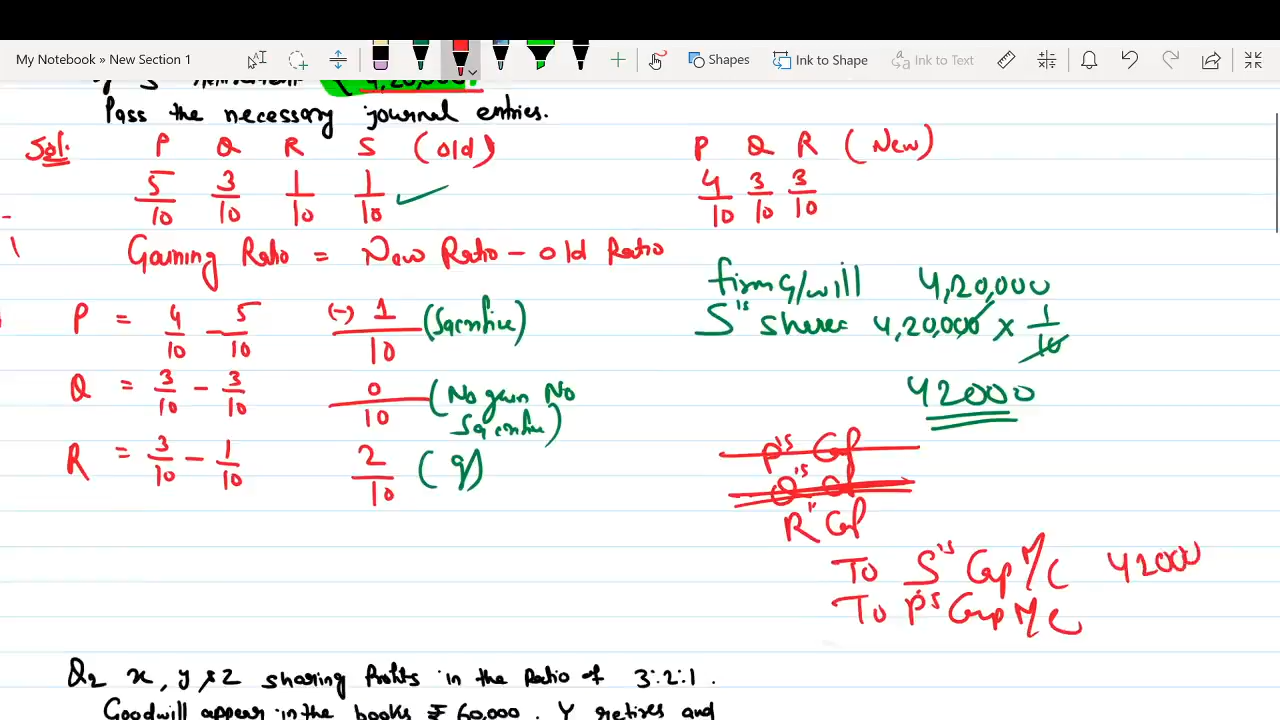 My Notebook » New Section 1
Shapes
Ink to Shape
Ink to Text
4,20,000
Pass the necessary journal entries.
Sol:
P Q R S (old)
5/10 3/10 1/10 1/10
P Q R (New)
4/10 3/10 3/10
Gaining Ratio = New Ratio - old Ratio
P = 4/10 - 5/10 (-) 1/10 (Sacrifice)
Q = 3/10 - 3/10 0/10 (No gain No Sacrifice)
R = 3/10 - 1/10 2/10 (g)
firm G/will 4,20,000
S's share 4,20,000 x 1/10
42000
P's Cap
Q's
R's Cap
To S's Cap A/c 42000
To P's Cap A/c
Q2 x, y & z sharing Profits in the Ratio of 3:2:1.
Goodwill appear in the books ₹ 60,000. Y retires and